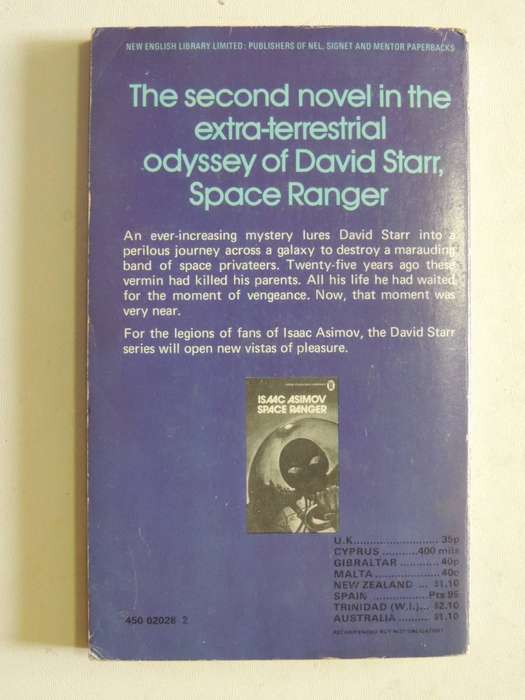 NEW ENGLISH LIBRARY LIMITED: PUBLISHERS OF NEL, SIGNET AND MENTOR PAPERBACKS
The second novel in the
extra-terrestrial
odyssey of David Starr,
Space Ranger
An ever-increasing mystery lures David Starr into a
perilous journey across a galaxy to destroy a marauding
band of space privateers. Twenty-five years ago these
vermin had killed his parents. All his life he had waited
for the moment of vengeance. Now, that moment was
very near.
For the legions of fans of Isaac Asimov, the David Starr
series will open new vistas of pleasure.
ISAAC ASIMOV
SPACE RANGER
U.K.......................... 35p
CYPRUS ...........400 mils
GIBRALTAR ............ 40p
MALTA .................... 40c
NEW ZEALAND ... $1.10
SPAIN ................Pts 95
TRINIDAD (W.I.)... $2.10
AUSTRALIA .......... $1.10
RECOMMENDED BUT NOT OBLIGATORY
450 02028 2